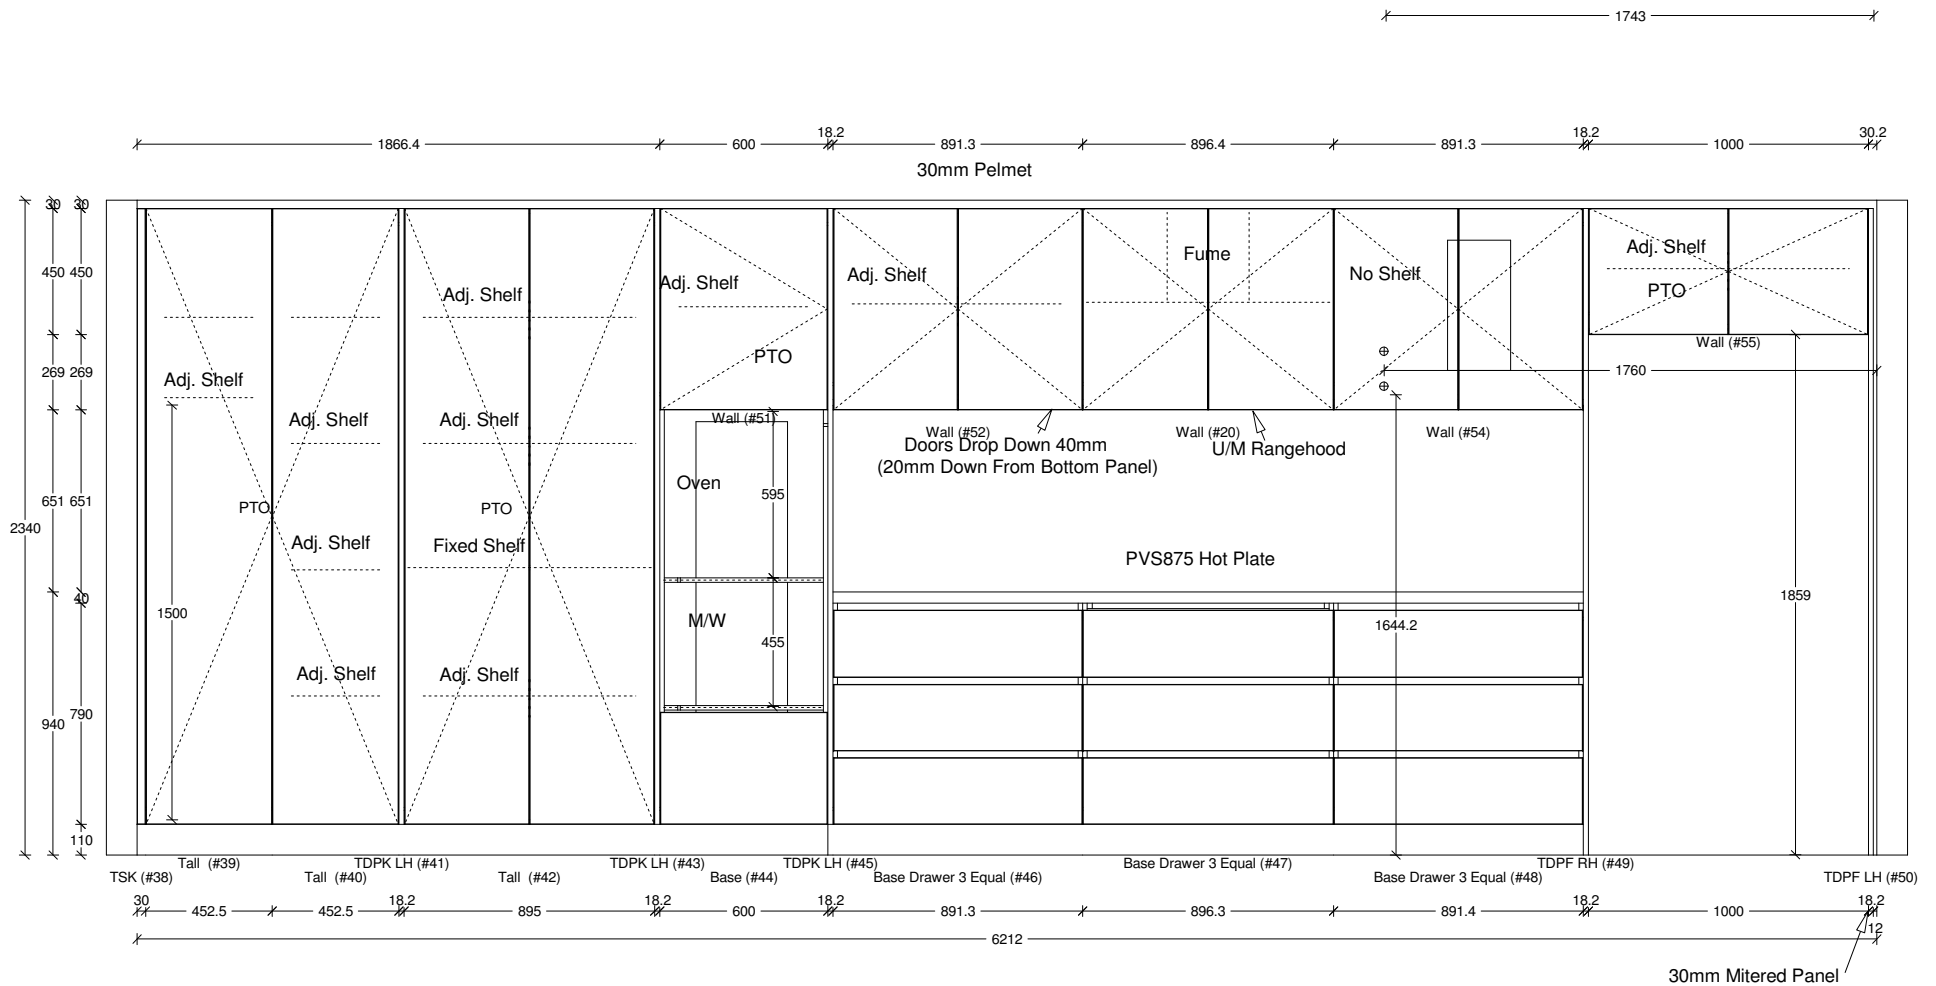 1743
18.2
18.2
30.2
1866.4
600
891.3
896.4
891.3
1000
30mm Pelmet
30
30
450
450
269
269
651
651
2340
40
940
790
110
Adj. Shelf
Adj. Shelf
Adj. Shelf
Fume
No Shelf
Adj. Shelf
PTO
Wall (#55)
PTO
1760
Adj. Shelf
Adj. Shelf
Adj. Shelf
Wall (#51)
Wall (#52)
Wall (#20)
Wall (#54)
Doors Drop Down 40mm
(20mm Down From Bottom Panel)
U/M Rangehood
Oven
595
PTO
PTO
Adj. Shelf
Fixed Shelf
PVS875 Hot Plate
1500
M/W
455
1644.2
1859
Adj. Shelf
Adj. Shelf
Tall (#39)
TDPK LH (#41)
TDPK LH (#43)
TDPK LH (#45)
Base Drawer 3 Equal (#47)
TDPF RH (#49)
TSK (#38)
Tall (#40)
Tall (#42)
Base (#44)
Base Drawer 3 Equal (#46)
Base Drawer 3 Equal (#48)
TDPF LH (#50)
30
18.2
18.2
18.2
18.2
18.2
452.5
452.5
895
600
891.3
896.3
891.4
1000
12
6212
30mm Mitered Panel